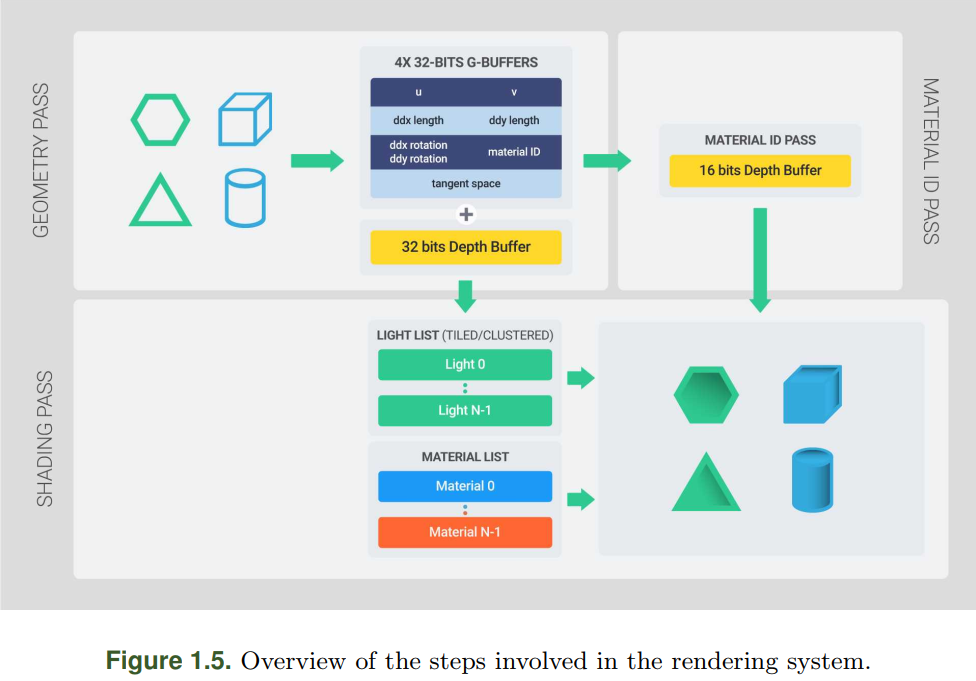 GEOMETRY PASS
4X 32-BITS G-BUFFERS
u v
ddx length ddy length
ddx rotation
ddy rotation
material ID
tangent space
+
32 bits Depth Buffer
MATERIAL ID PASS
16 bits Depth Buffer
MATERIAL ID PASS
SHADING PASS
LIGHT LIST (TILED/CLUSTERED)
Light 0
Light N-1
MATERIAL LIST
Material 0
Material N-1
Figure 1.5. Overview of the steps involved in the rendering system.